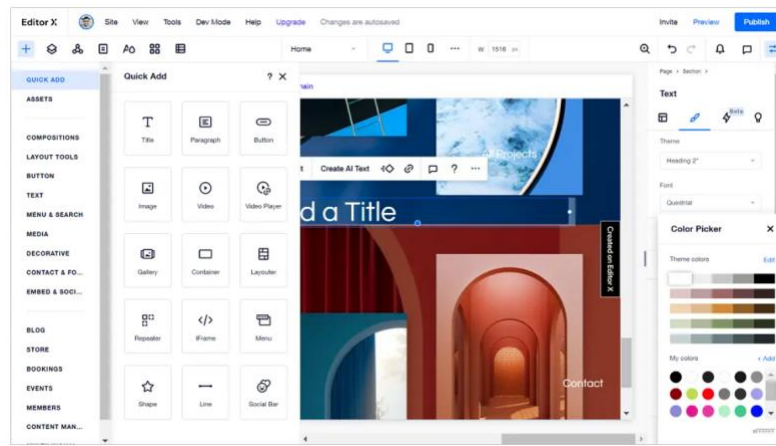 Editor X Site View Tools Dev Mode Help Upgrade Changes are autosaved Invite Preview Publish
Home W 1516 px
QUICK ADD
ASSETS
COMPOSITIONS
LAYOUT TOOLS
BUTTON
TEXT
MENU & SEARCH
MEDIA
DECORATIVE
CONTACT & FO...
EMBED & SOCI...
BLOG
STORE
BOOKINGS
EVENTS
MEMBERS
CONTENT MAN...
Quick Add ?
Title Paragraph Button
Image Video Video Player
Gallery Container Layouter
Repeater IFrame Menu
Shape Line Social Bar
All Projects
Create AI Text ? ...
d a Title
Created on Editor X
Contact
Page > Section >
Text
Beta
Theme
Heading 2*
Font
Questrial
Color Picker
Theme colors Edit
My colors + Add